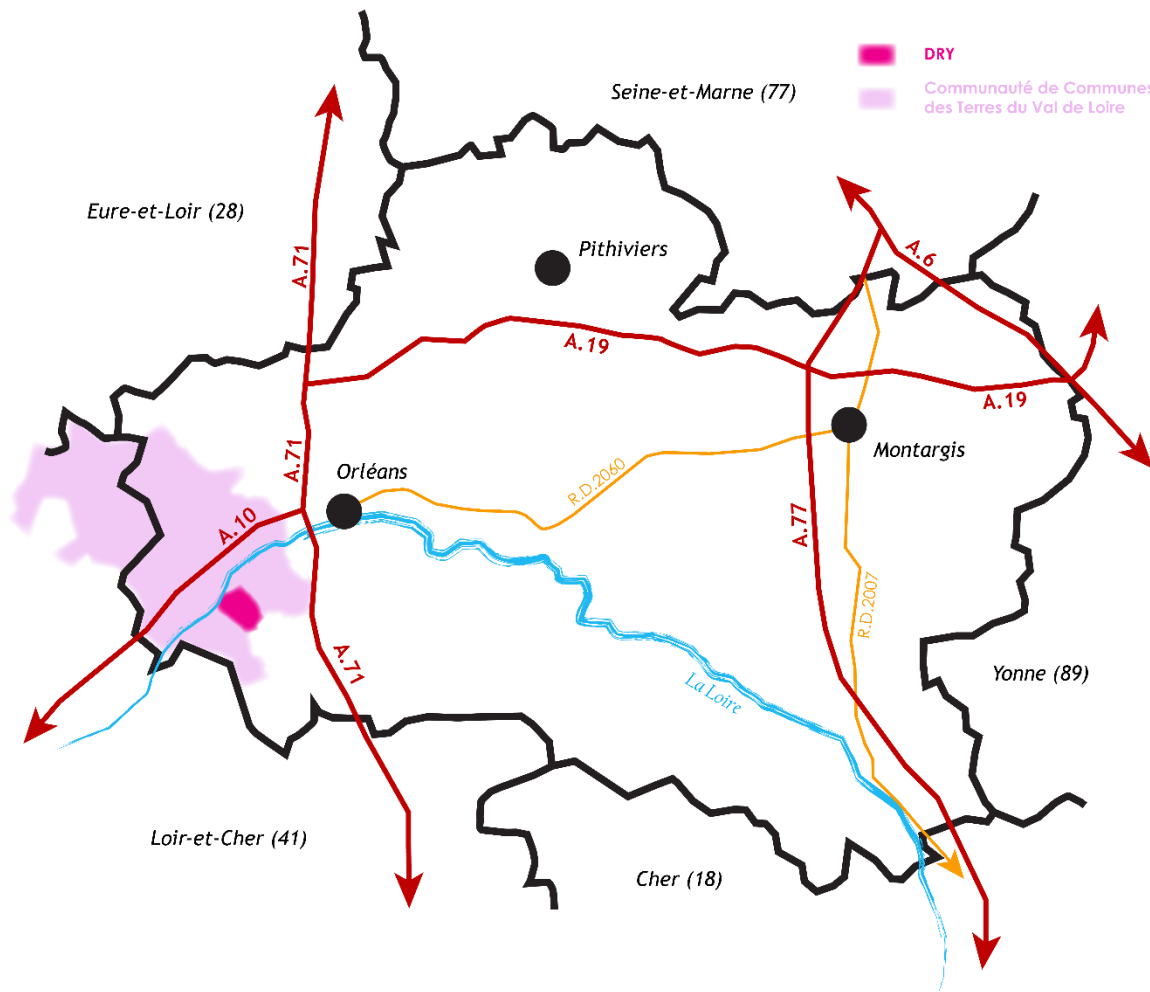 DRY
Seine-et-Marne (77)
Communauté de Communes
des Terres du Val de Loire
Eure-et-Loir (28)
A.71
Pithiviers
A.6
A.19
A.19
A.71
Orléans
Montargis
R.D.2060
A.10
A.77
R.D.2007
A.71
La Loire
Yonne (89)
Loir-et-Cher (41)
Cher (18)